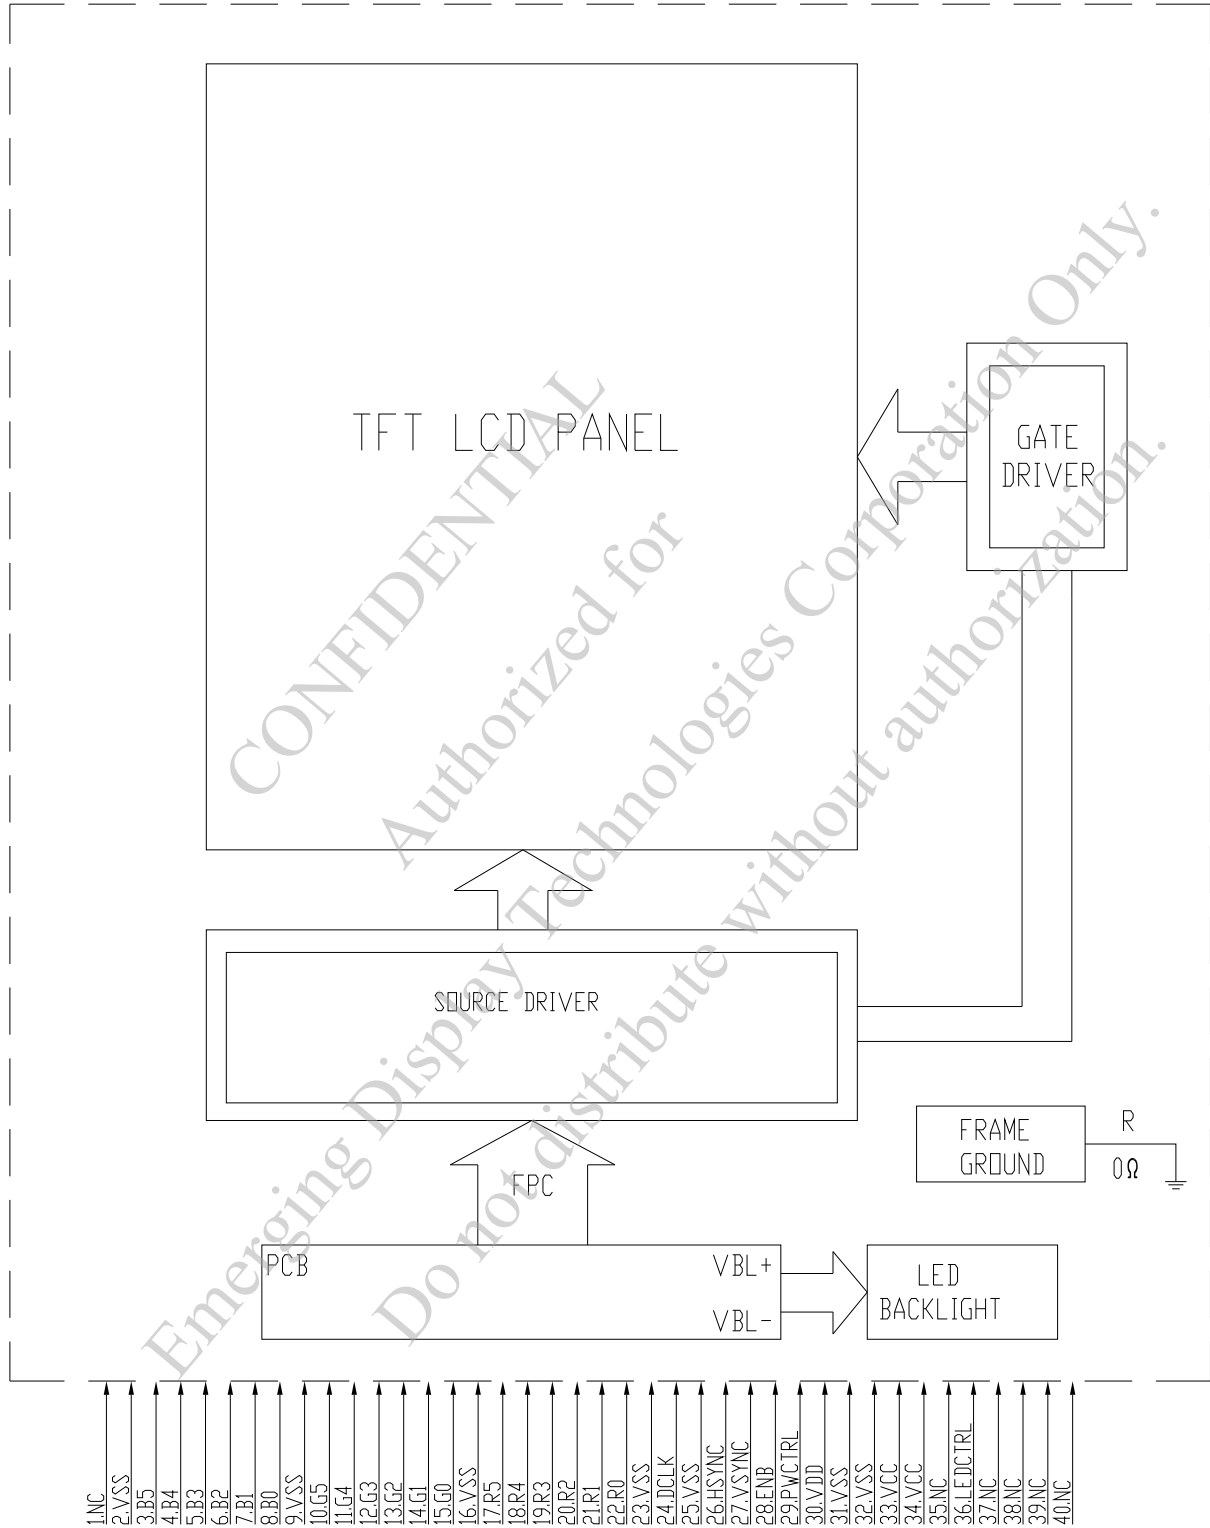 TFT LCD PANEL
GATE
DRIVER
SOURCE DRIVER
FRAME
GROUND
R
0Ω
FPC
PCB
VBL+
VBL-
LED
BACKLIGHT
1.NC
2.VSS
3.B5
4.B4
5.B3
6.B2
7.B1
8.B0
9.VSS
10.G5
11.G4
12.G3
13.G2
14.G1
15.G0
16.VSS
17.R5
18.R4
19.R3
20.R2
21.R1
22.R0
23.VSS
24.DCLK
25.VSS
26.HSYNC
27.VSYNC
28.ENB
29.PWCTRL
30.VDD
31.VSS
32.VSS
33.VCC
34.VCC
35.NC
36.LEDCTRL
37.NC
38.NC
39.NC
40.NC
CONFIDENTIAL
Authorized for
Emerging Display Technologies Corporation Only.
Do not distribute without authorization.